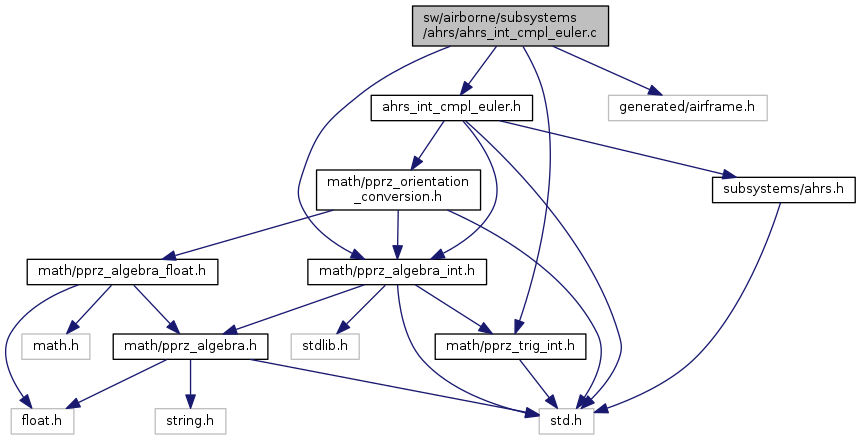 sw/airborne/subsystems
/ahrs/ahrs_int_cmpl_euler.c
ahrs_int_cmpl_euler.h
generated/airframe.h
math/pprz_orientation
_conversion.h
subsystems/ahrs.h
math/pprz_algebra_float.h
math/pprz_algebra_int.h
math.h
math/pprz_algebra.h
stdlib.h
math/pprz_trig_int.h
float.h
string.h
std.h